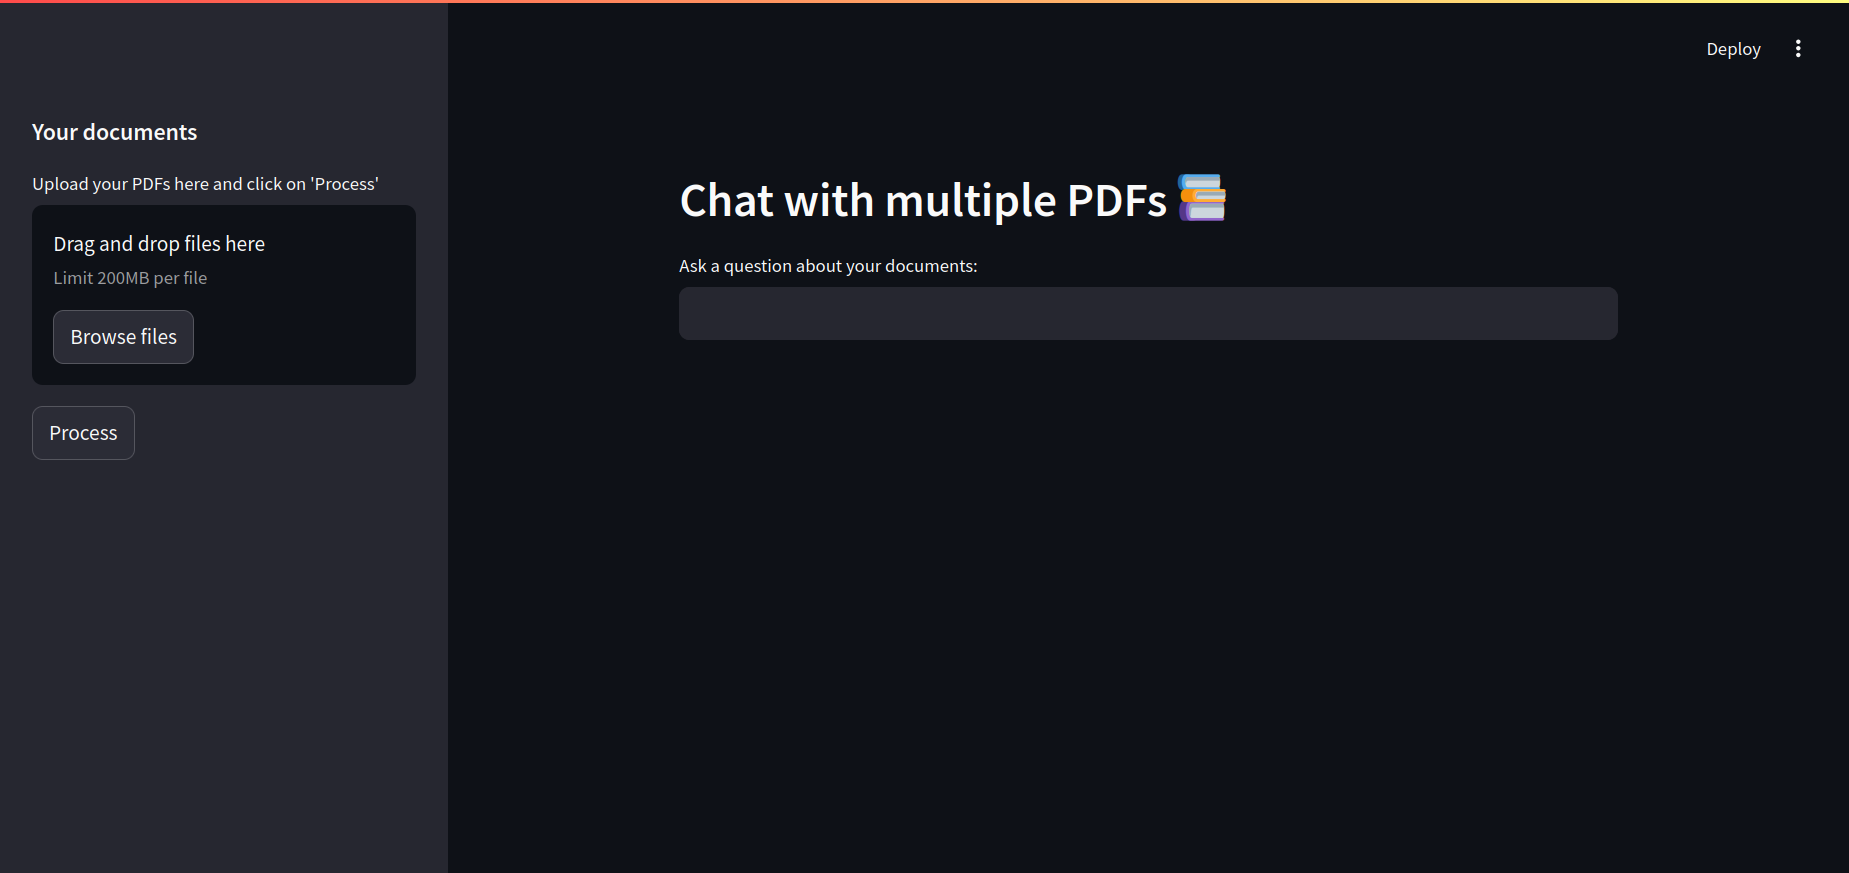 Deploy
Your documents
Upload your PDFs here and click on 'Process'
Drag and drop files here
Limit 200MB per file
Browse files
Process
Chat with multiple PDFs 📚
Ask a question about your documents: